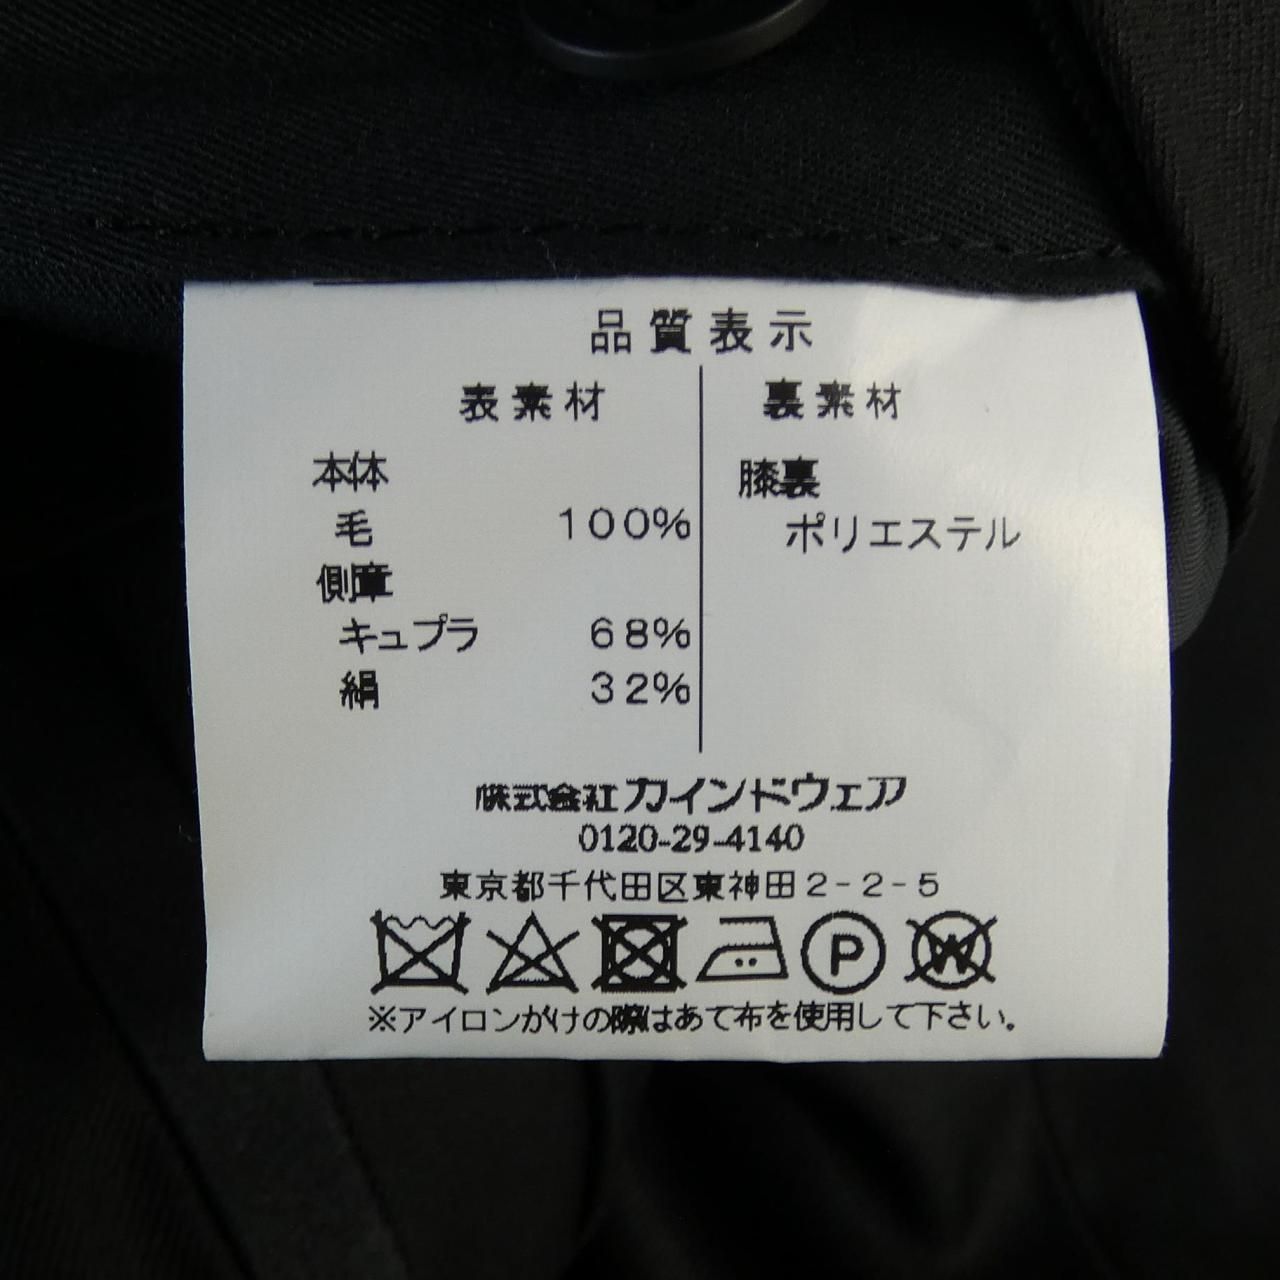 品質表示
表素材
本体
毛 100%
側章
キュプラ 68%
絹 32%
裏素材
膝裏
ポリエステル
株式会社カインドウェア
0120-29-4140
東京都千代田区東神田2-2-5
P W
※アイロンがけの際はあて布を使用して下さい。